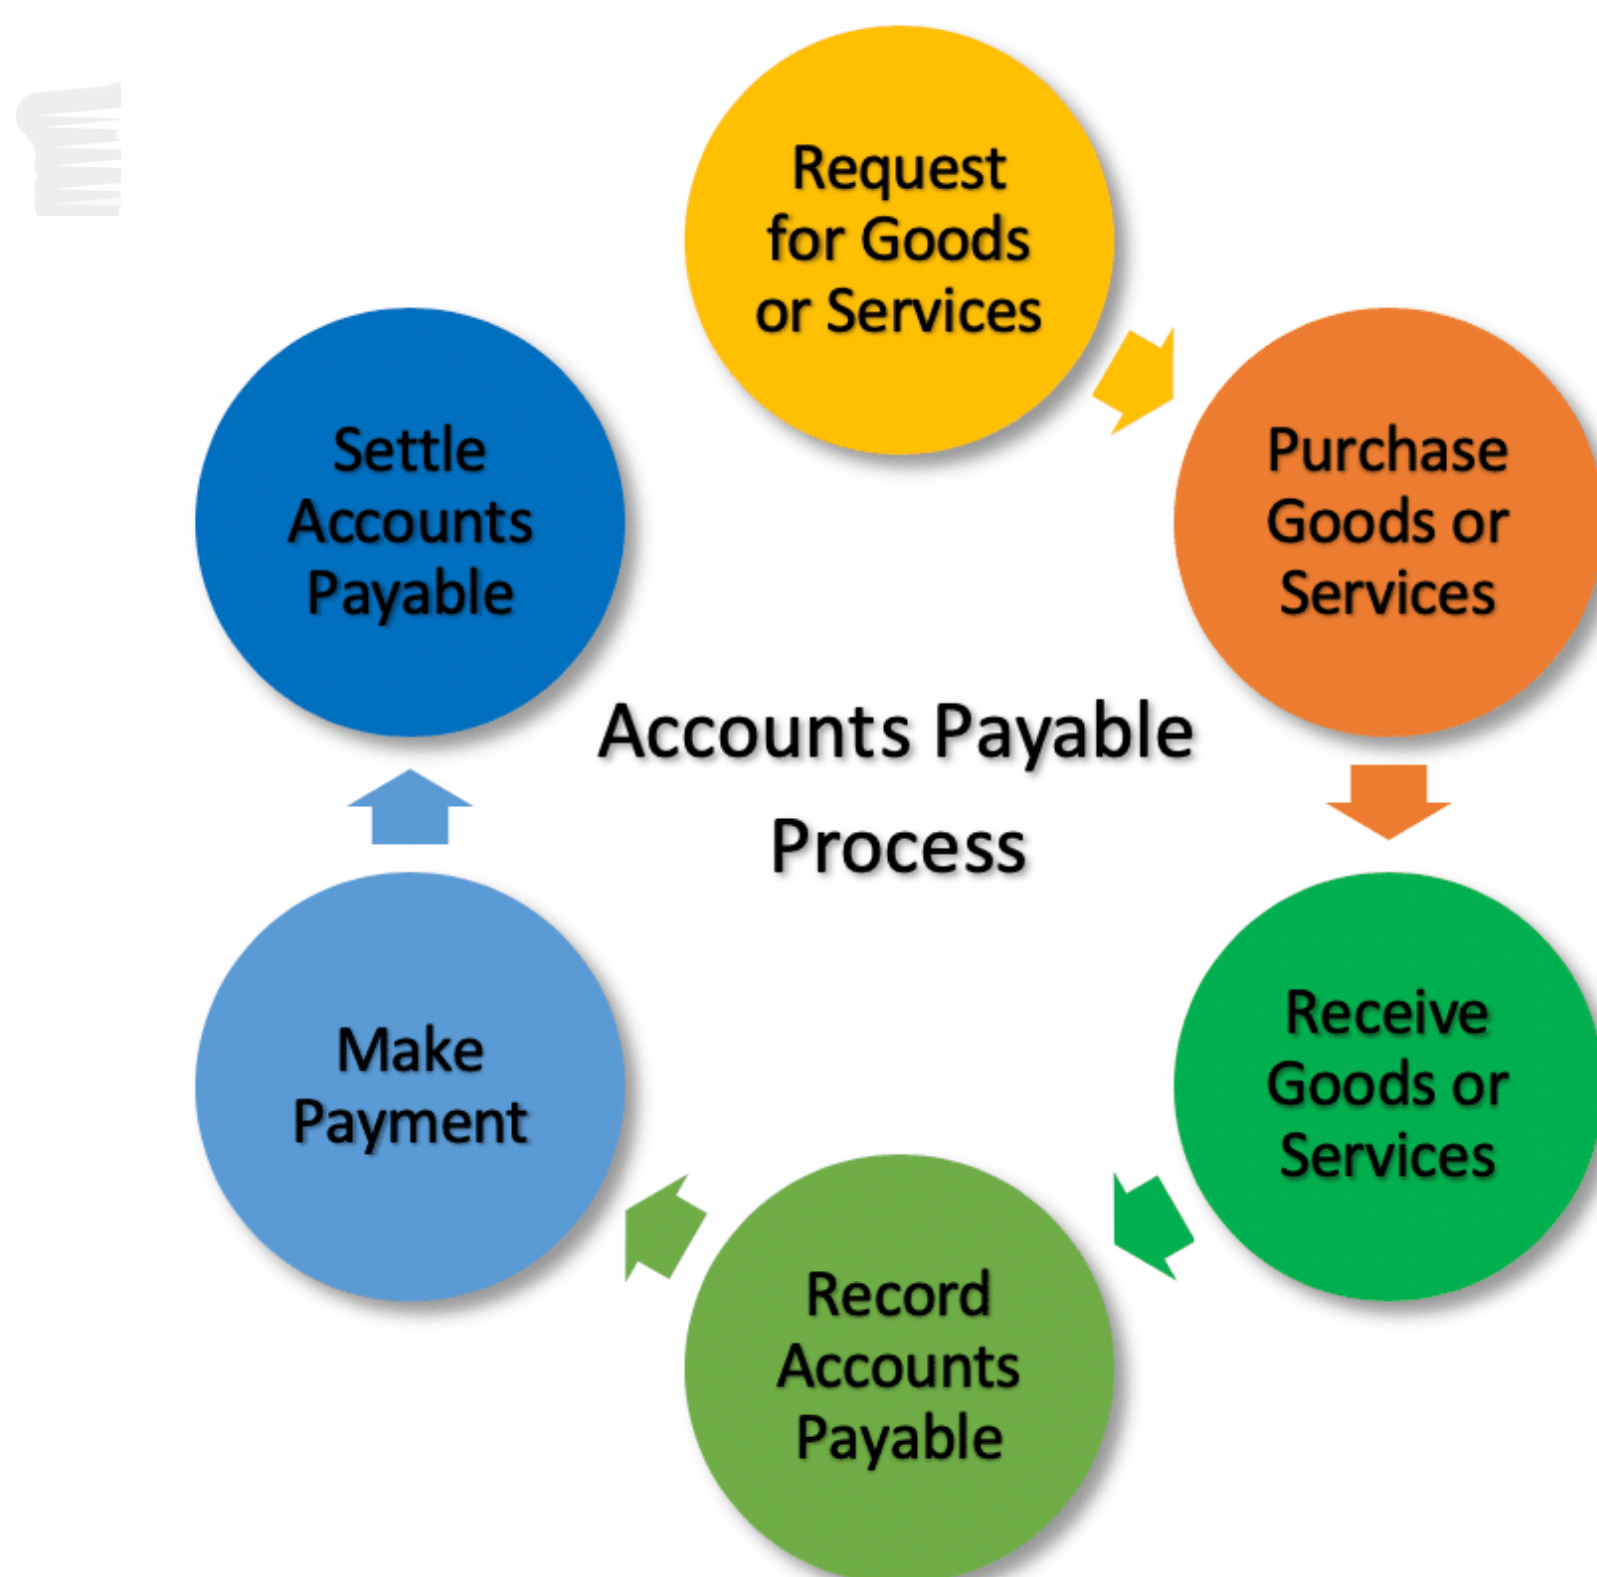 Request
for Goods
or Services
Purchase
Goods or
Services
Receive
Goods or
Services
Record
Accounts
Payable
Make
Payment
Settle
Accounts
Payable
Accounts Payable
Process